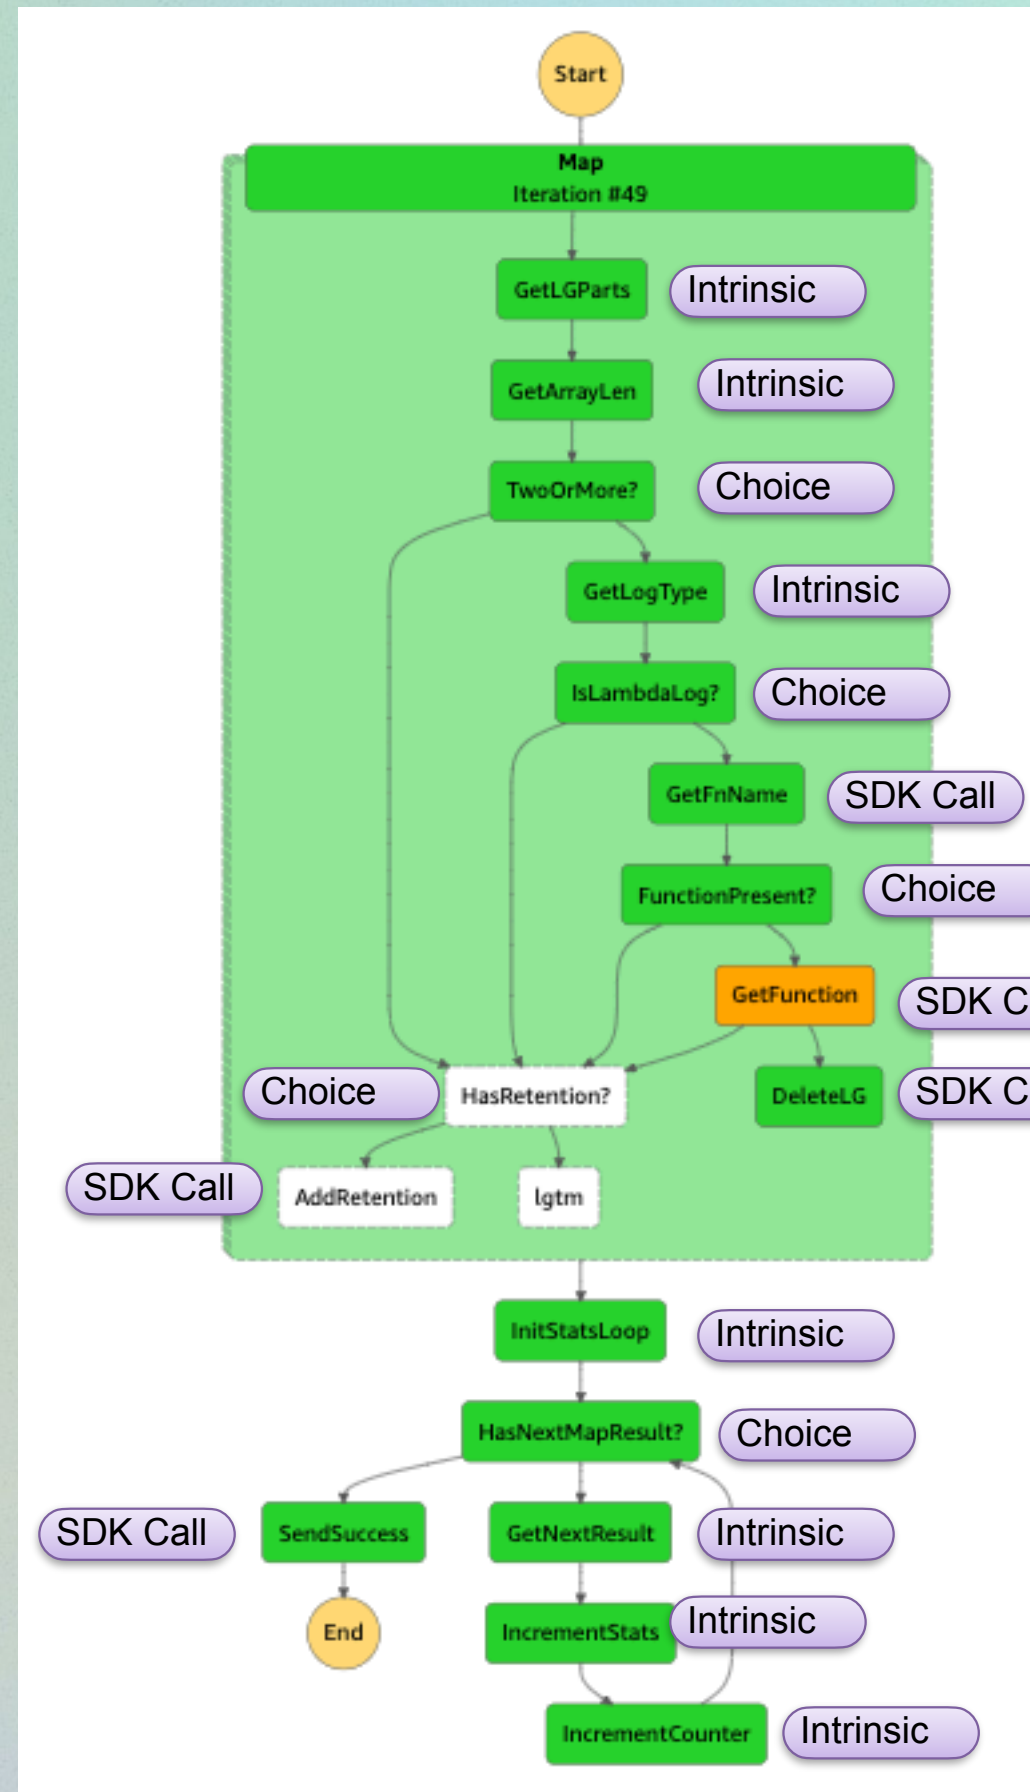 Start
Map
Iteration #49
GetLGParts
Intrinsic
GetArrayLen
Intrinsic
TwoOrMore?
Choice
GetLogType
Intrinsic
IsLambdaLog?
Choice
GetFnName
SDK Call
FunctionPresent?
Choice
GetFunction
SDK C
Choice
HasRetention?
DeleteLG
SDK C
SDK Call
AddRetention
lgtm
InitStatsLoop
Intrinsic
HasNextMapResult?
Choice
SDK Call
SendSuccess
GetNextResult
Intrinsic
End
IncrementStats
Intrinsic
IncrementCounter
Intrinsic